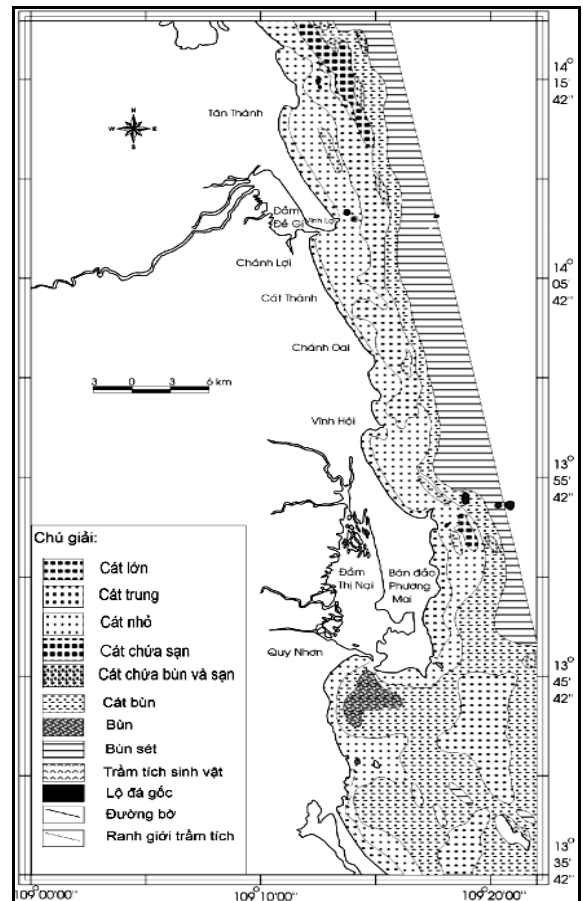 14°
15'
42''
N
W E
S
Tân Thành
Đầm
Đề Gi
Vĩnh Lợi
Chánh Lợi
14°
05'
42''
Cát Thành
Chánh Oai
3 0 3 6 km
Vĩnh Hội
13°
55'
42''
Đầm
Thị Nại
Bán đảo
Phương
Mai
Quy Nhơn
13°
45'
42''
Chú giải:
Cát lớn
Cát trung
Cát nhỏ
Cát chứa sạn
Cát chứa bùn và sạn
Cát bùn
Bùn
Bùn sét
Trầm tích sinh vật
Lộ đá gốc
Đường bờ
Ranh giới trầm tích
13°
35'
42''
109°00'00'' 109°10'00'' 109°20'00''